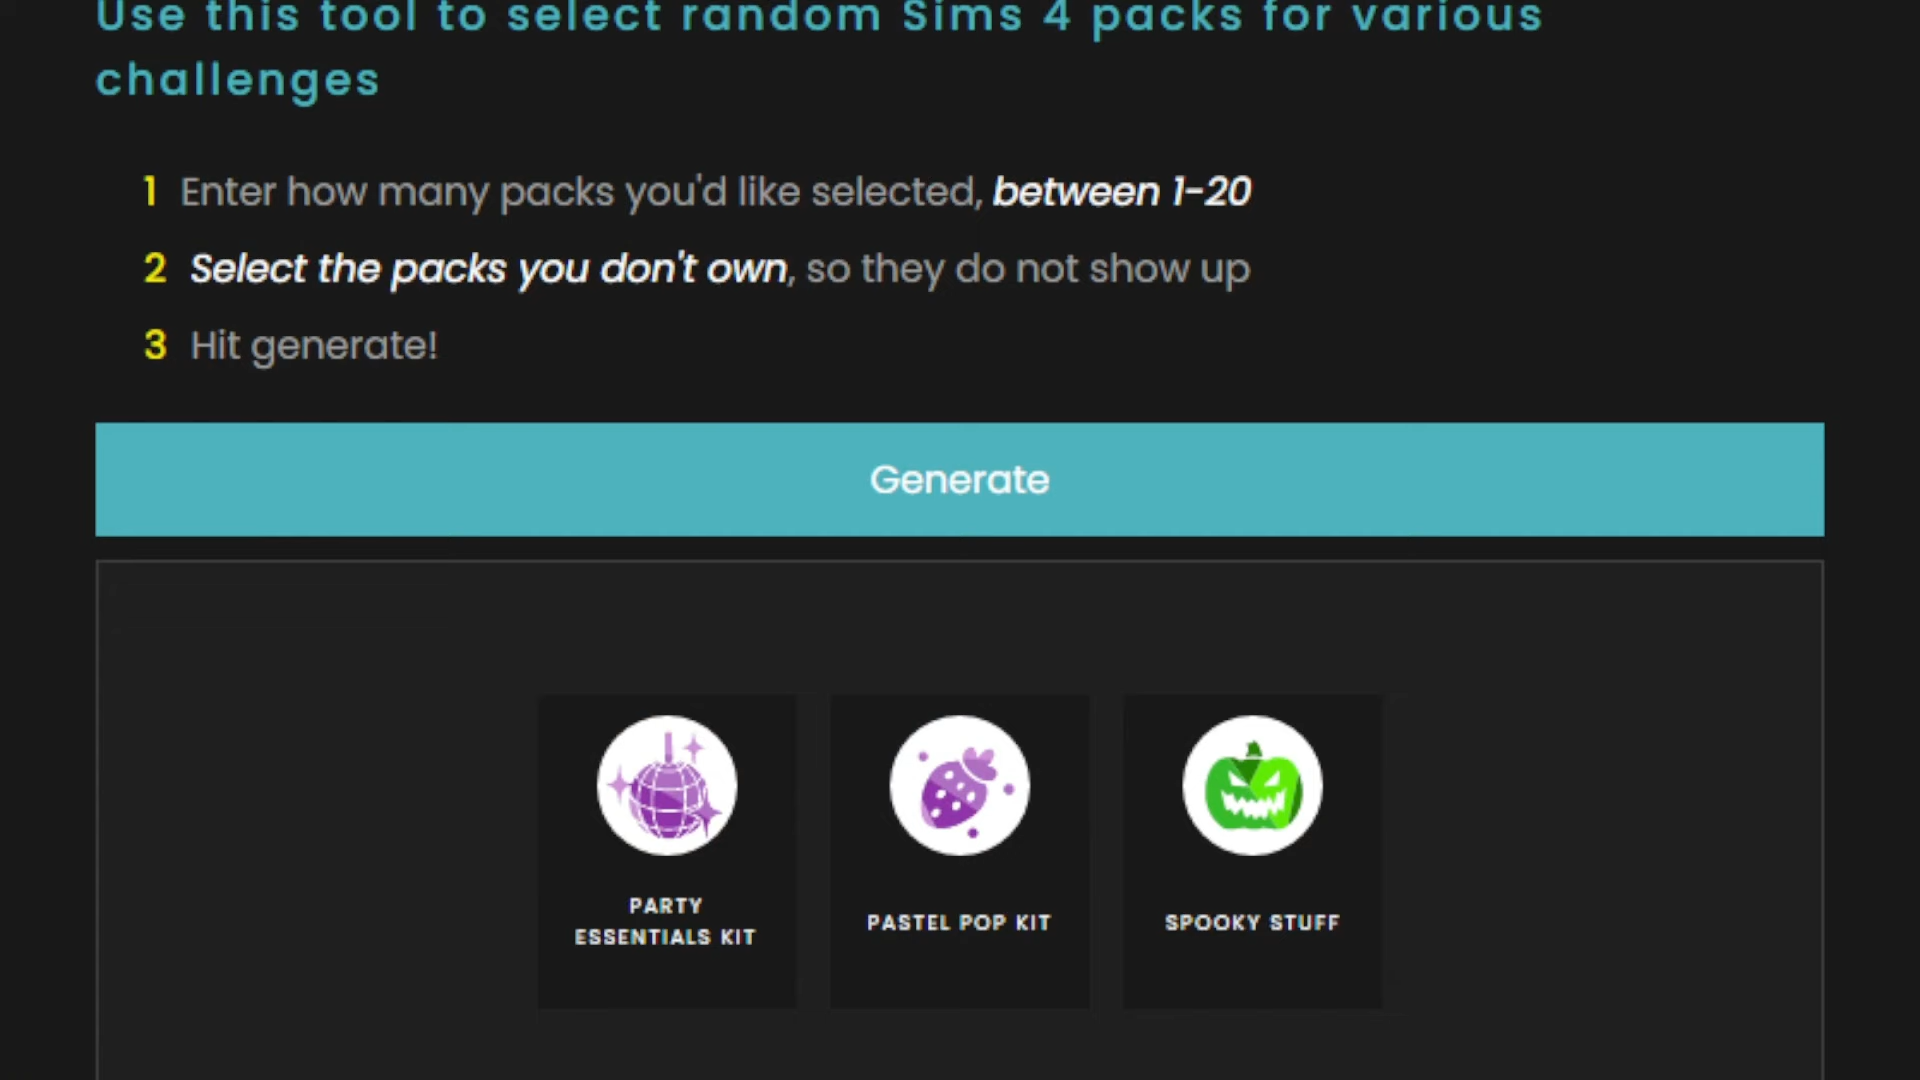 Use this tool to select random Sims 4 packs for various
challenges
1 Enter how many packs you'd like selected, between 1-20
2 Select the packs you don't own, so they do not show up
3 Hit generate!
Generate
PARTY
ESSENTIALS KIT
PASTEL POP KIT
SPOOKY STUFF